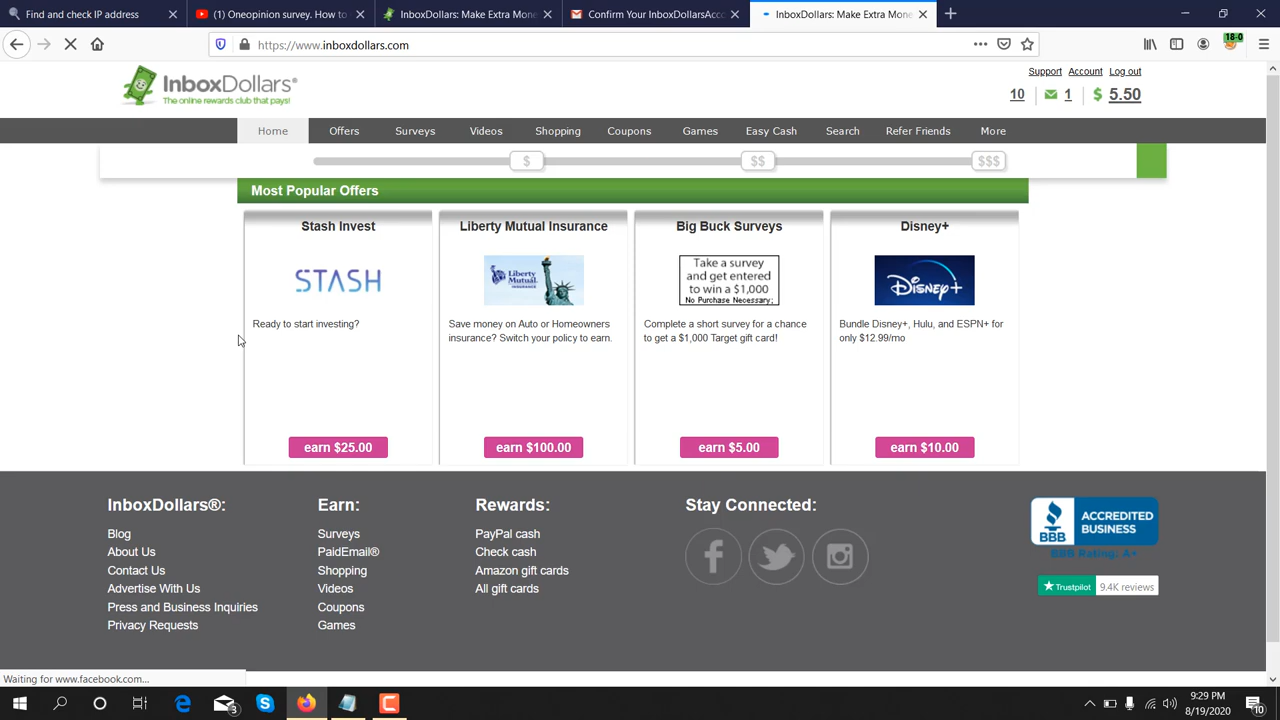 Find and check IP address
(1) Oneopinion survey. How to
InboxDollars: Make Extra Mone
Confirm Your InboxDollarsAcco
InboxDollars: Make Extra Mone
https://www.inboxdollars.com
18-0
InboxDollars®
The online rewards club that pays!
Support Account Log out
10 1 $ 5.50
Home Offers Surveys Videos Shopping Coupons Games Easy Cash Search Refer Friends More
$ $$ $$$
Most Popular Offers
Stash Invest
STASH
Ready to start investing?
earn $25.00
Liberty Mutual Insurance
Liberty Mutual
INSURANCE
Save money on Auto or Homeowners
insurance? Switch your policy to earn.
earn $100.00
Big Buck Surveys
Take a survey
and get entered
to win a $1,000
No Purchase Necessary;
Complete a short survey for a chance
to get a $1,000 Target gift card!
earn $5.00
Disney+
Disney+
Bundle Disney+, Hulu, and ESPN+ for
only $12.99/mo
earn $10.00
InboxDollars®:
Blog
About Us
Contact Us
Advertise With Us
Press and Business Inquiries
Privacy Requests
Earn:
Surveys
PaidEmail®
Shopping
Videos
Coupons
Games
Rewards:
PayPal cash
Check cash
Amazon gift cards
All gift cards
Stay Connected:
BBB
ACCREDITED
BUSINESS
BBB Rating: A+
Trustpilot 9.4K reviews
Waiting for www.facebook.com...
3
9:29 PM
8/19/2020
10